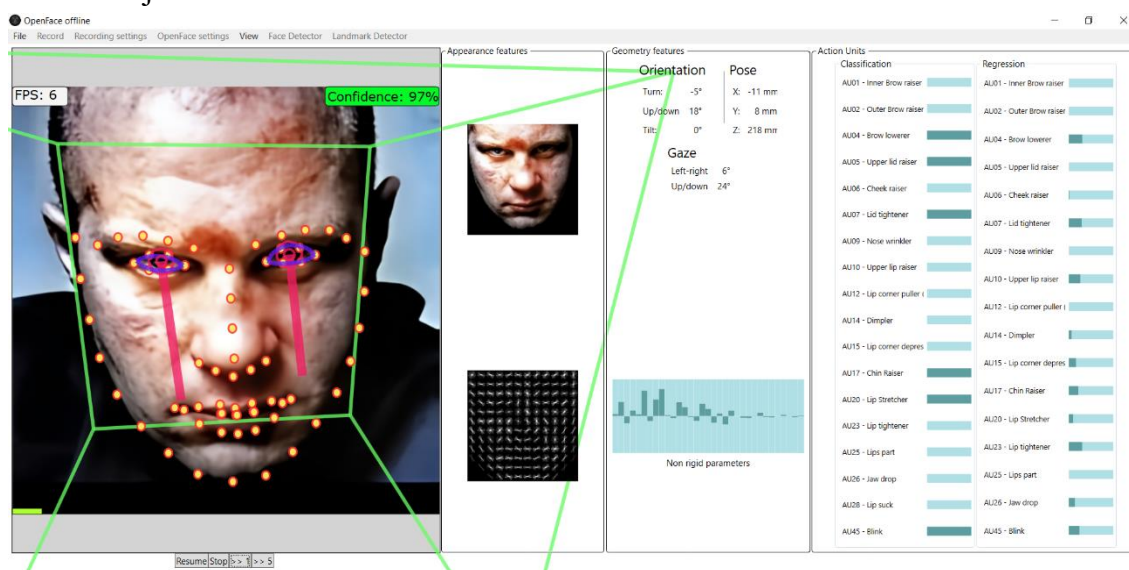 OpenFace offline
File Record Recording settings OpenFace settings View Face Detector Landmark Detector
FPS: 6
Confidence: 97%
Resume Stop >> 1 >> 5
Appearance features
Geometry features
Orientation
Turn: -5°
Up/down 18°
Tilt: 0°
Pose
X: -11 mm
Y: 8 mm
Z: 218 mm
Gaze
Left-right 6°
Up/down 24°
Non rigid parameters
Action Units
Classification
AU01 - Inner Brow raiser
AU02 - Outer Brow raiser
AU04 - Brow lowerer
AU05 - Upper lid raiser
AU06 - Cheek raiser
AU07 - Lid tightener
AU09 - Nose wrinkler
AU10 - Upper lip raiser
AU12 - Lip corner puller (
AU14 - Dimpler
AU15 - Lip corner depres
AU17 - Chin Raiser
AU20 - Lip Stretcher
AU23 - Lip tightener
AU25 - Lips part
AU26 - Jaw drop
AU28 - Lip suck
AU45 - Blink
Regression
AU01 - Inner Brow raiser
AU02 - Outer Brow raiser
AU04 - Brow lowerer
AU05 - Upper lid raiser
AU06 - Cheek raiser
AU07 - Lid tightener
AU09 - Nose wrinkler
AU10 - Upper lip raiser
AU12 - Lip corner puller (
AU14 - Dimpler
AU15 - Lip corner depres
AU17 - Chin Raiser
AU20 - Lip Stretcher
AU23 - Lip tightener
AU25 - Lips part
AU26 - Jaw drop
AU45 - Blink